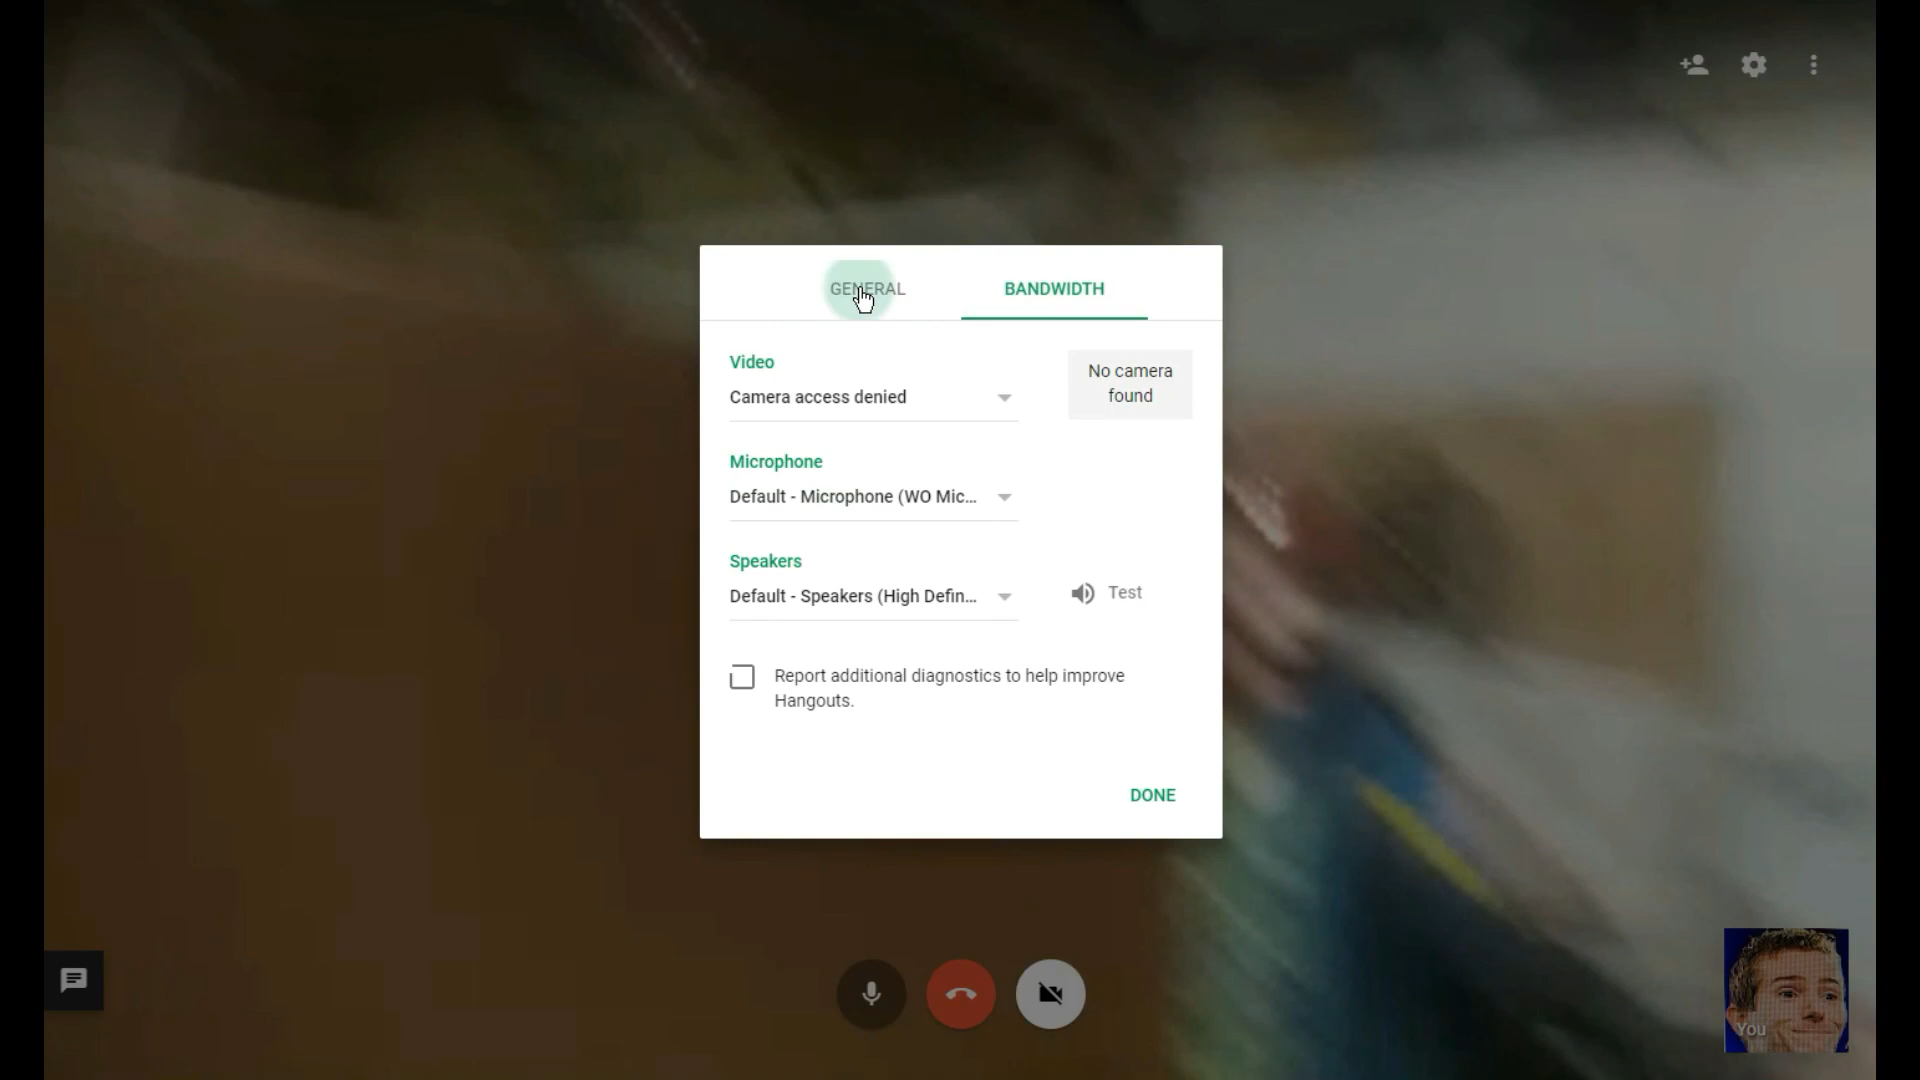 GENERAL
BANDWIDTH
Video
Camera access denied
No camera
found
Microphone
Default - Microphone (WO Mic...
Speakers
Default - Speakers (High Defin...
Test
Report additional diagnostics to help improve
Hangouts.
DONE
You